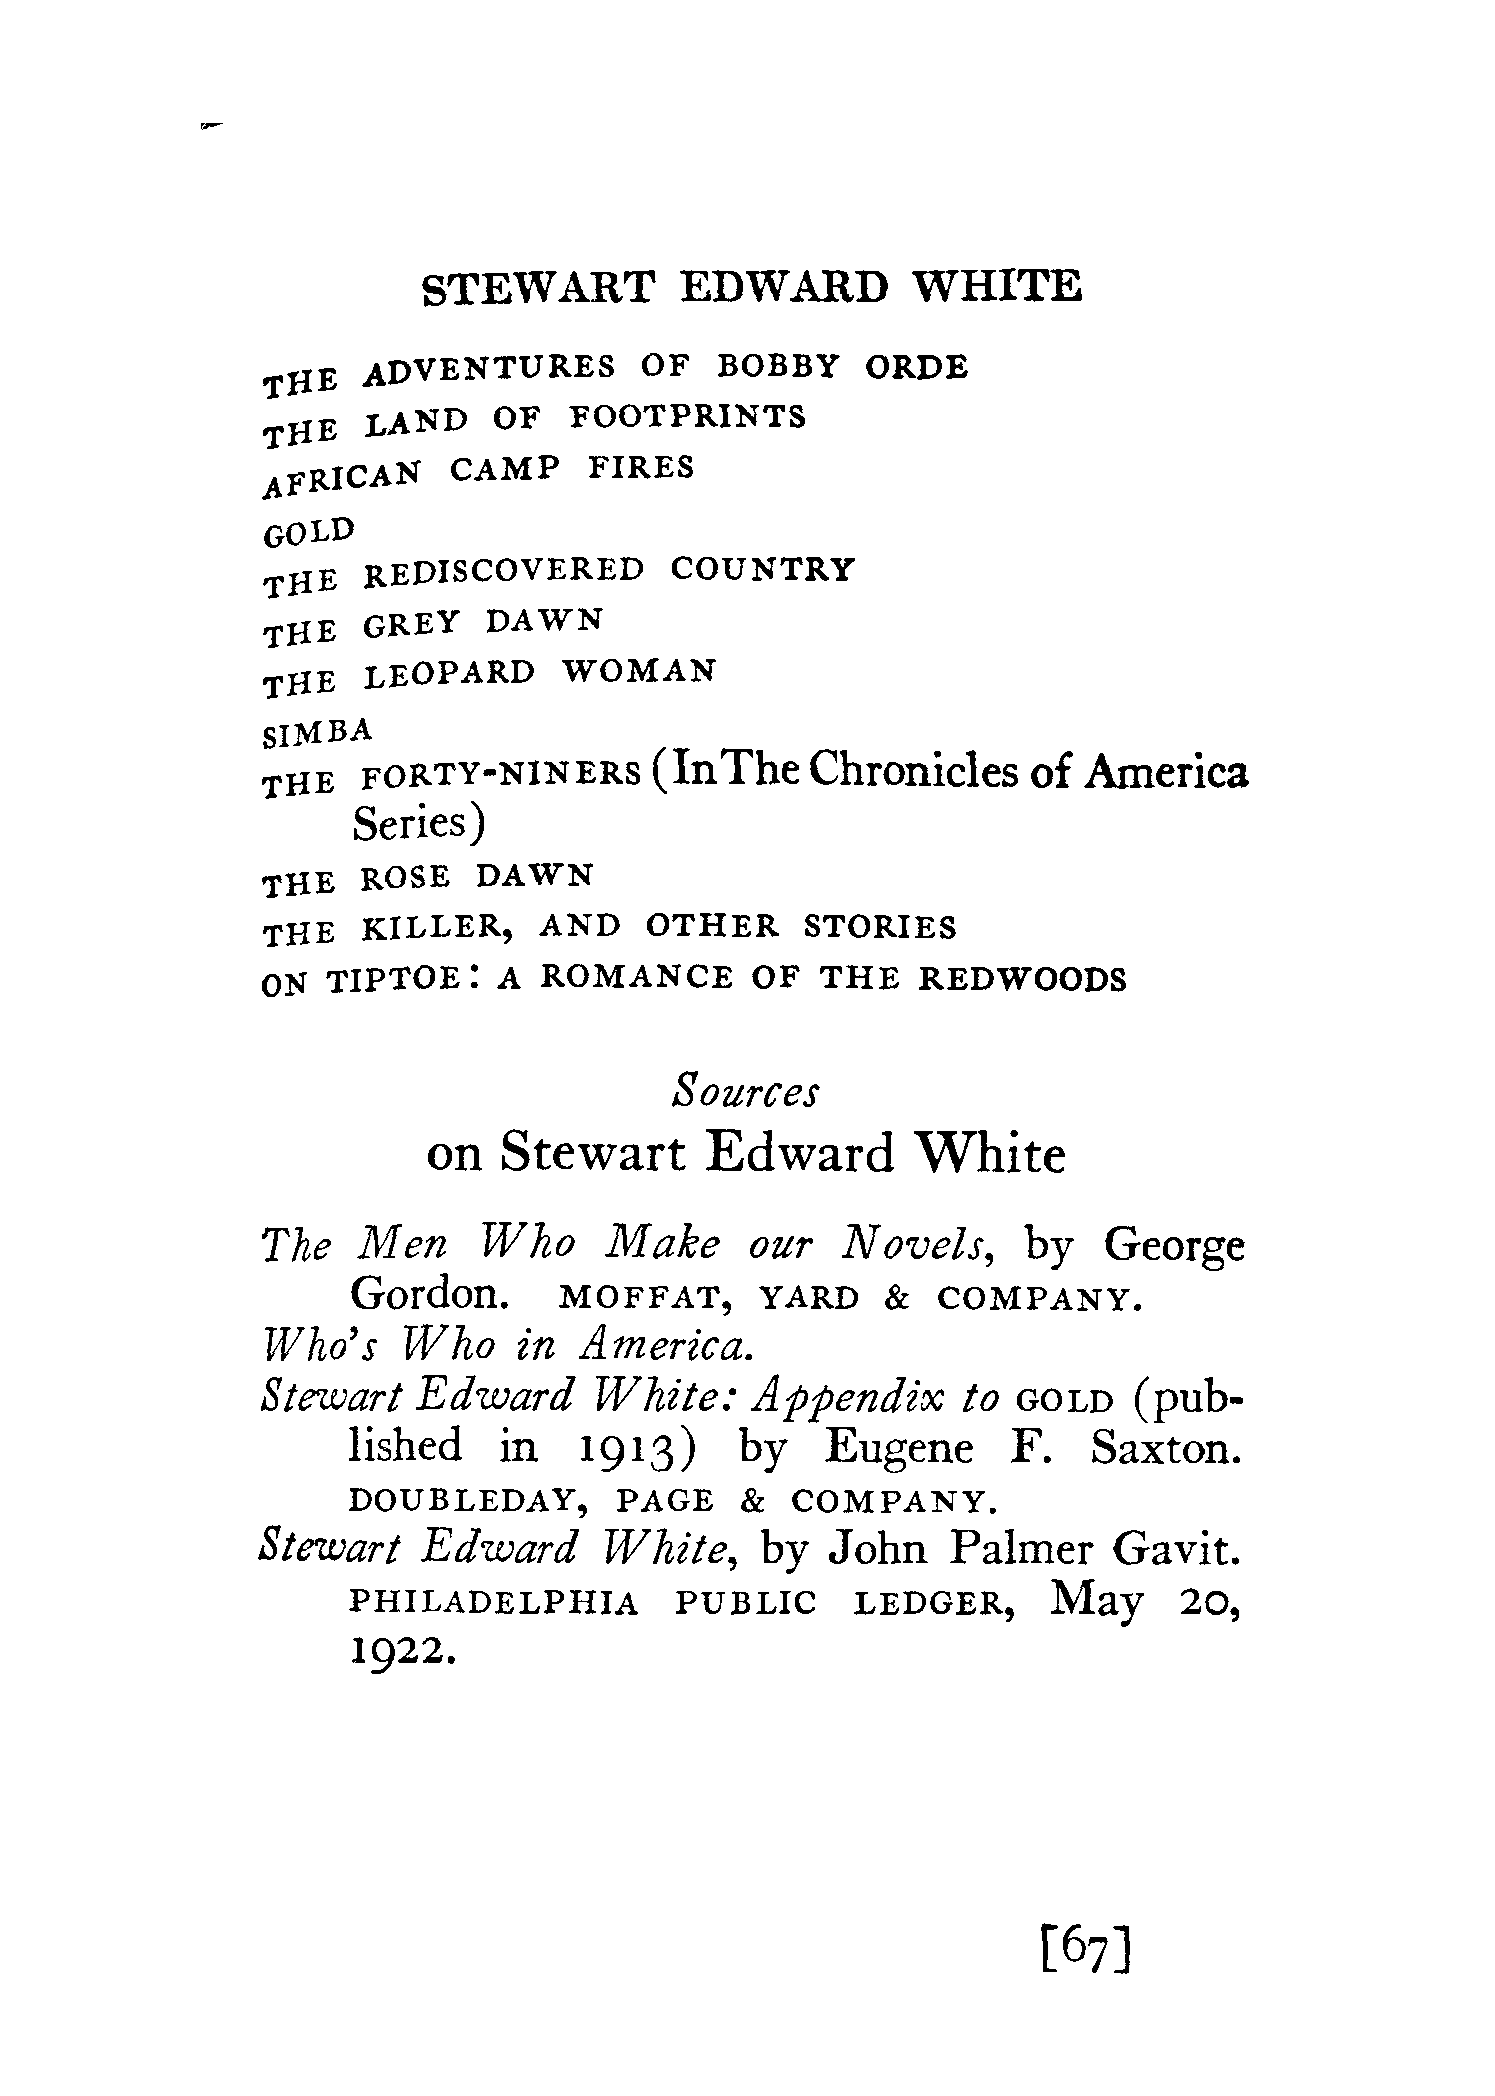 STEWART EDWARD WHITE
THE ADVENTURES OF BOBBY ORDE
THE LAND OF FOOTPRINTS
AFRICAN CAMP FIRES
GOLD
THE REDISCOVERED COUNTRY
THE GREY DAWN
THE LEOPARD WOMAN
SIMBA
THE FORTY-NINERS (In The Chronicles of America
Series)
THE ROSE DAWN
THE KILLER, AND OTHER STORIES
ON TIPTOE: A ROMANCE OF THE REDWOODS
Sources
on Stewart Edward White
The Men Who Make our Novels, by George
Gordon. MOFFAT, YARD & COMPANY.
Who's Who in America.
Stewart Edward White: Appendix to GOLD (pub-
lished in 1913) by Eugene F. Saxton.
DOUBLEDAY, PAGE & COMPANY.
Stewart Edward White, by John Palmer Gavit.
PHILADELPHIA PUBLIC LEDGER, May 20,
1922.
[67]